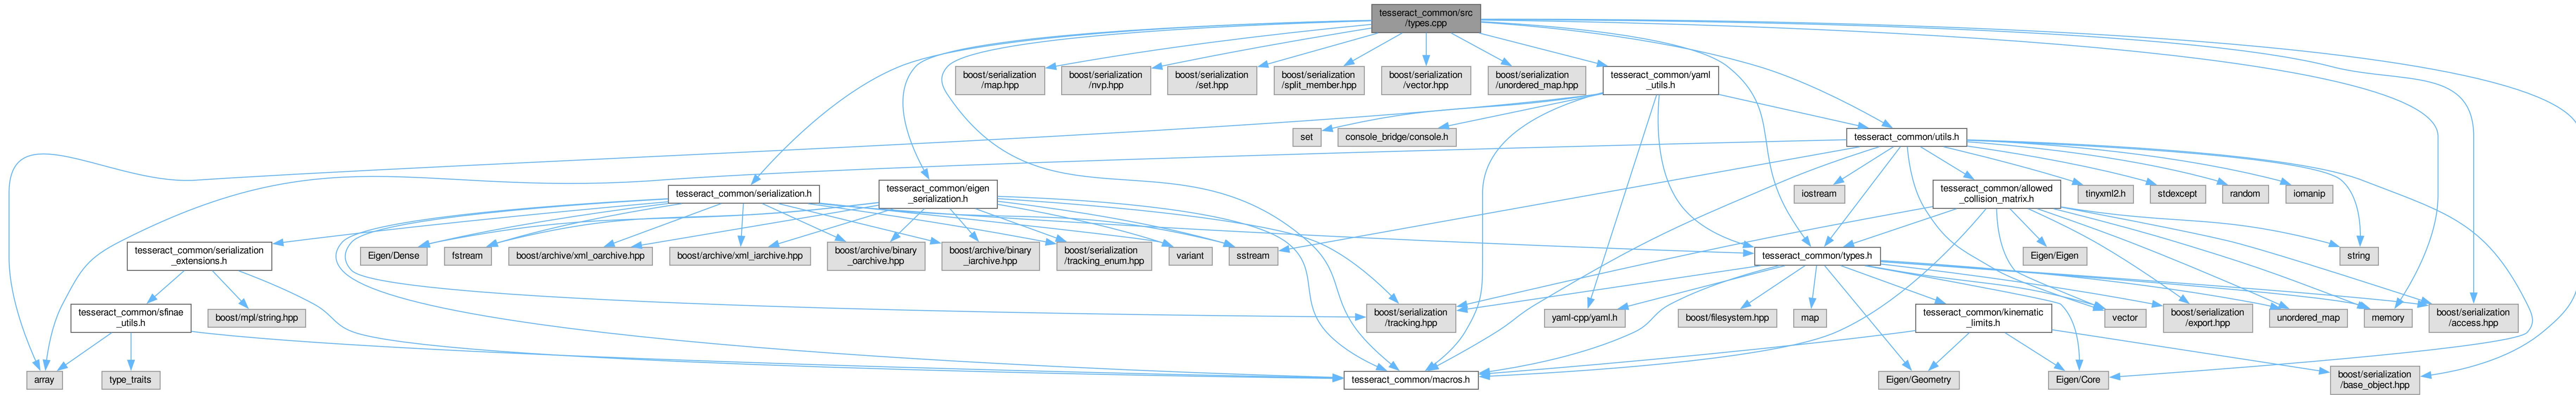 tesseract_common/src
/types.cpp
boost/serialization
/map.hpp
boost/serialization
/nvp.hpp
boost/serialization
/set.hpp
boost/serialization
/split_member.hpp
boost/serialization
/vector.hpp
boost/serialization
/unordered_map.hpp
tesseract_common/yaml
_utils.h
set
console_bridge/console.h
tesseract_common/utils.h
tesseract_common/serialization.h
tesseract_common/eigen
_serialization.h
iostream
tesseract_common/allowed
_collision_matrix.h
tinyxml2.h
stdexcept
random
iomanip
tesseract_common/serialization
_extensions.h
Eigen/Dense
fstream
boost/archive/xml_oarchive.hpp
boost/archive/xml_iarchive.hpp
boost/archive/binary
_oarchive.hpp
boost/archive/binary
_iarchive.hpp
boost/serialization
/tracking_enum.hpp
variant
sstream
tesseract_common/types.h
Eigen/Eigen
string
tesseract_common/sfinae
_utils.h
boost/mpl/string.hpp
boost/serialization
/tracking.hpp
yaml-cpp/yaml.h
boost/filesystem.hpp
map
tesseract_common/kinematic
_limits.h
vector
boost/serialization
/export.hpp
unordered_map
memory
boost/serialization
/access.hpp
array
type_traits
tesseract_common/macros.h
Eigen/Geometry
Eigen/Core
boost/serialization
/base_object.hpp